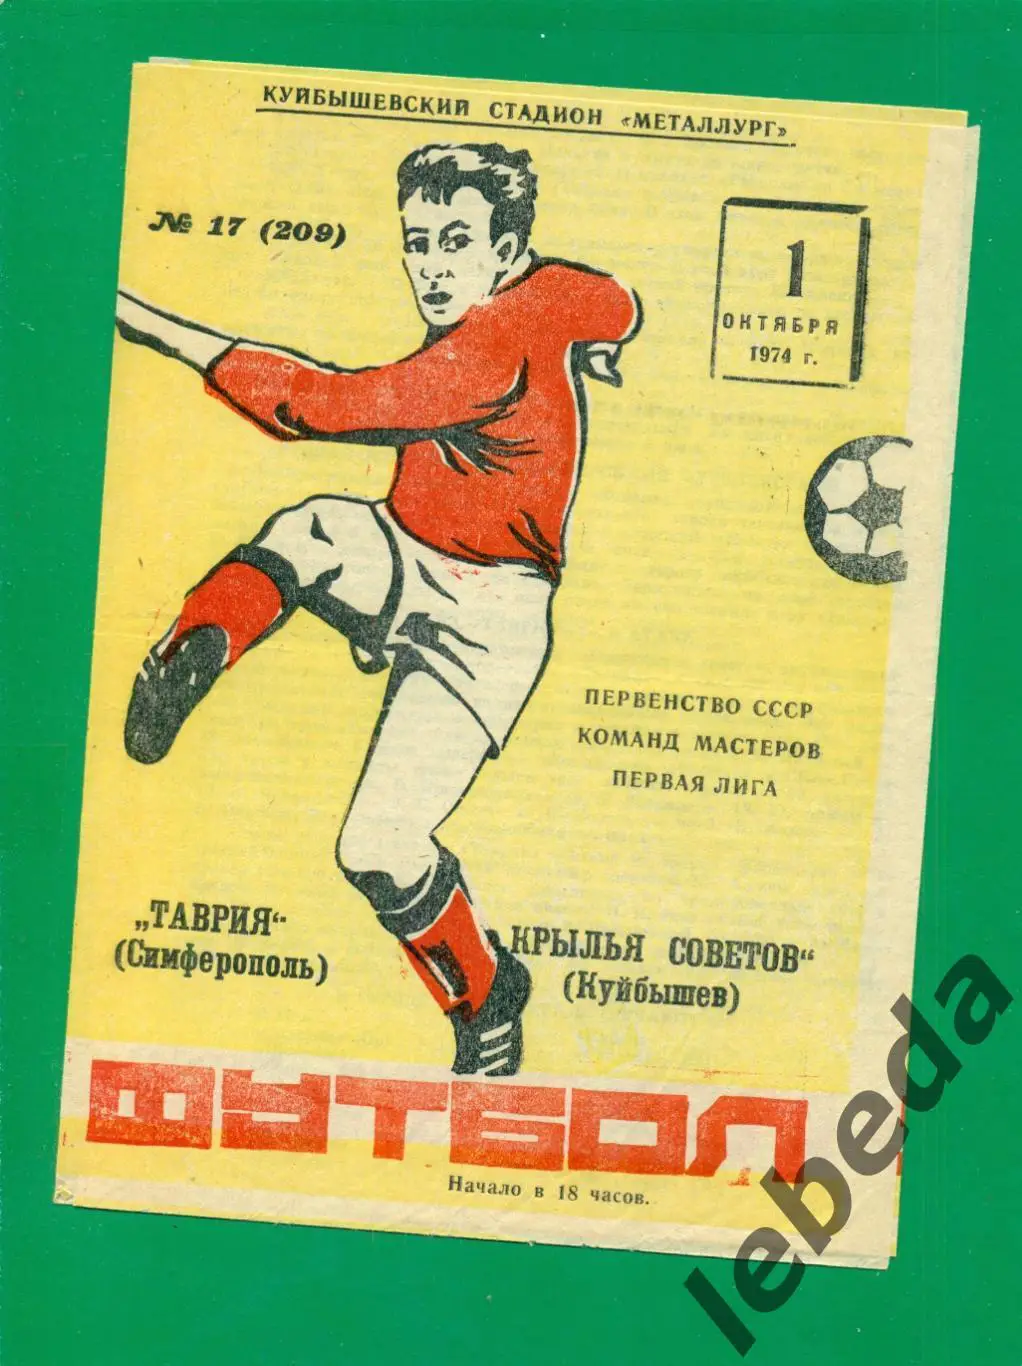 КУЙБЫШЕВСКИЙ СТАДИОН «МЕТАЛЛУРГ»
№ 17 (209)
1
ОКТЯБРЯ
1974 г.
ПЕРВЕНСТВО СССР
КОМАНД МАСТЕРОВ
ПЕРВАЯ ЛИГА
„ТАВРИЯ“
(Симферополь)
„КРЫЛЬЯ СОВЕТОВ“
(Куйбышев)
ФУТБОЛ
Начало в 18 часов.
lebeda